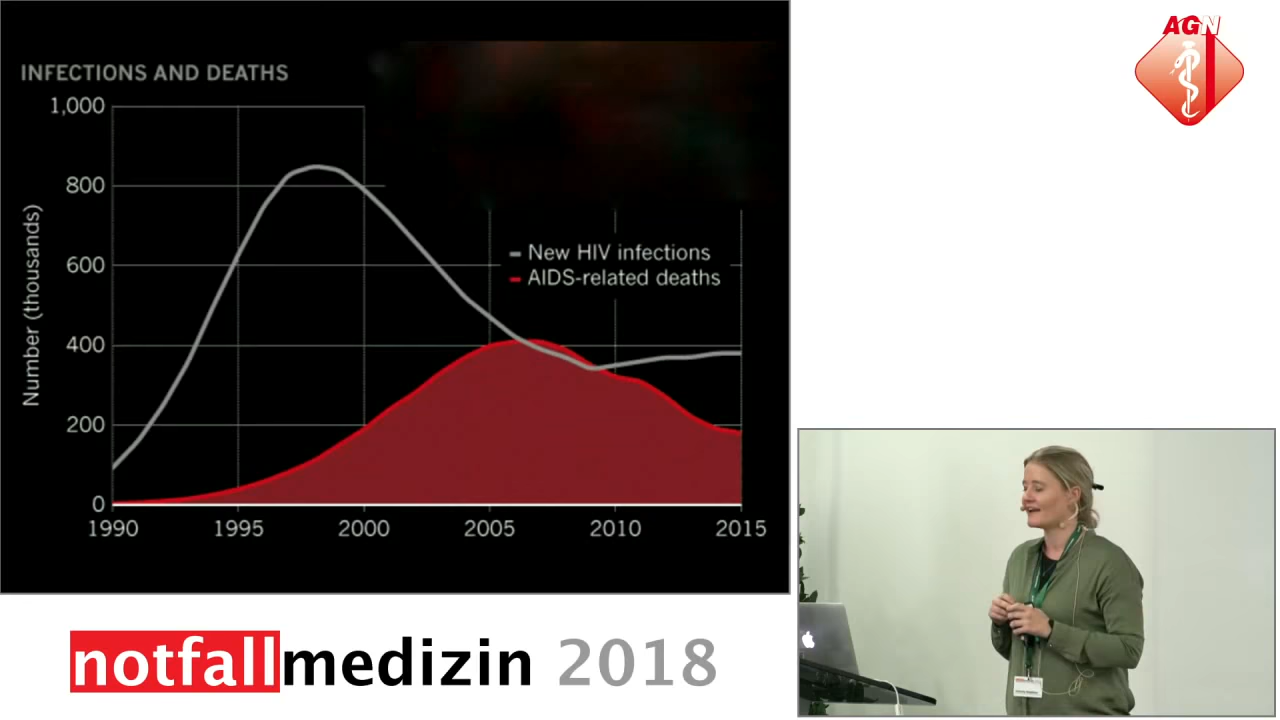 INFECTIONS AND DEATHS
Number (thousands)
1,000
800
600
400
200
0
1990 1995 2000 2005 2010 2015
New HIV infections
AIDS-related deaths
AGN
notfallmedizin 2018